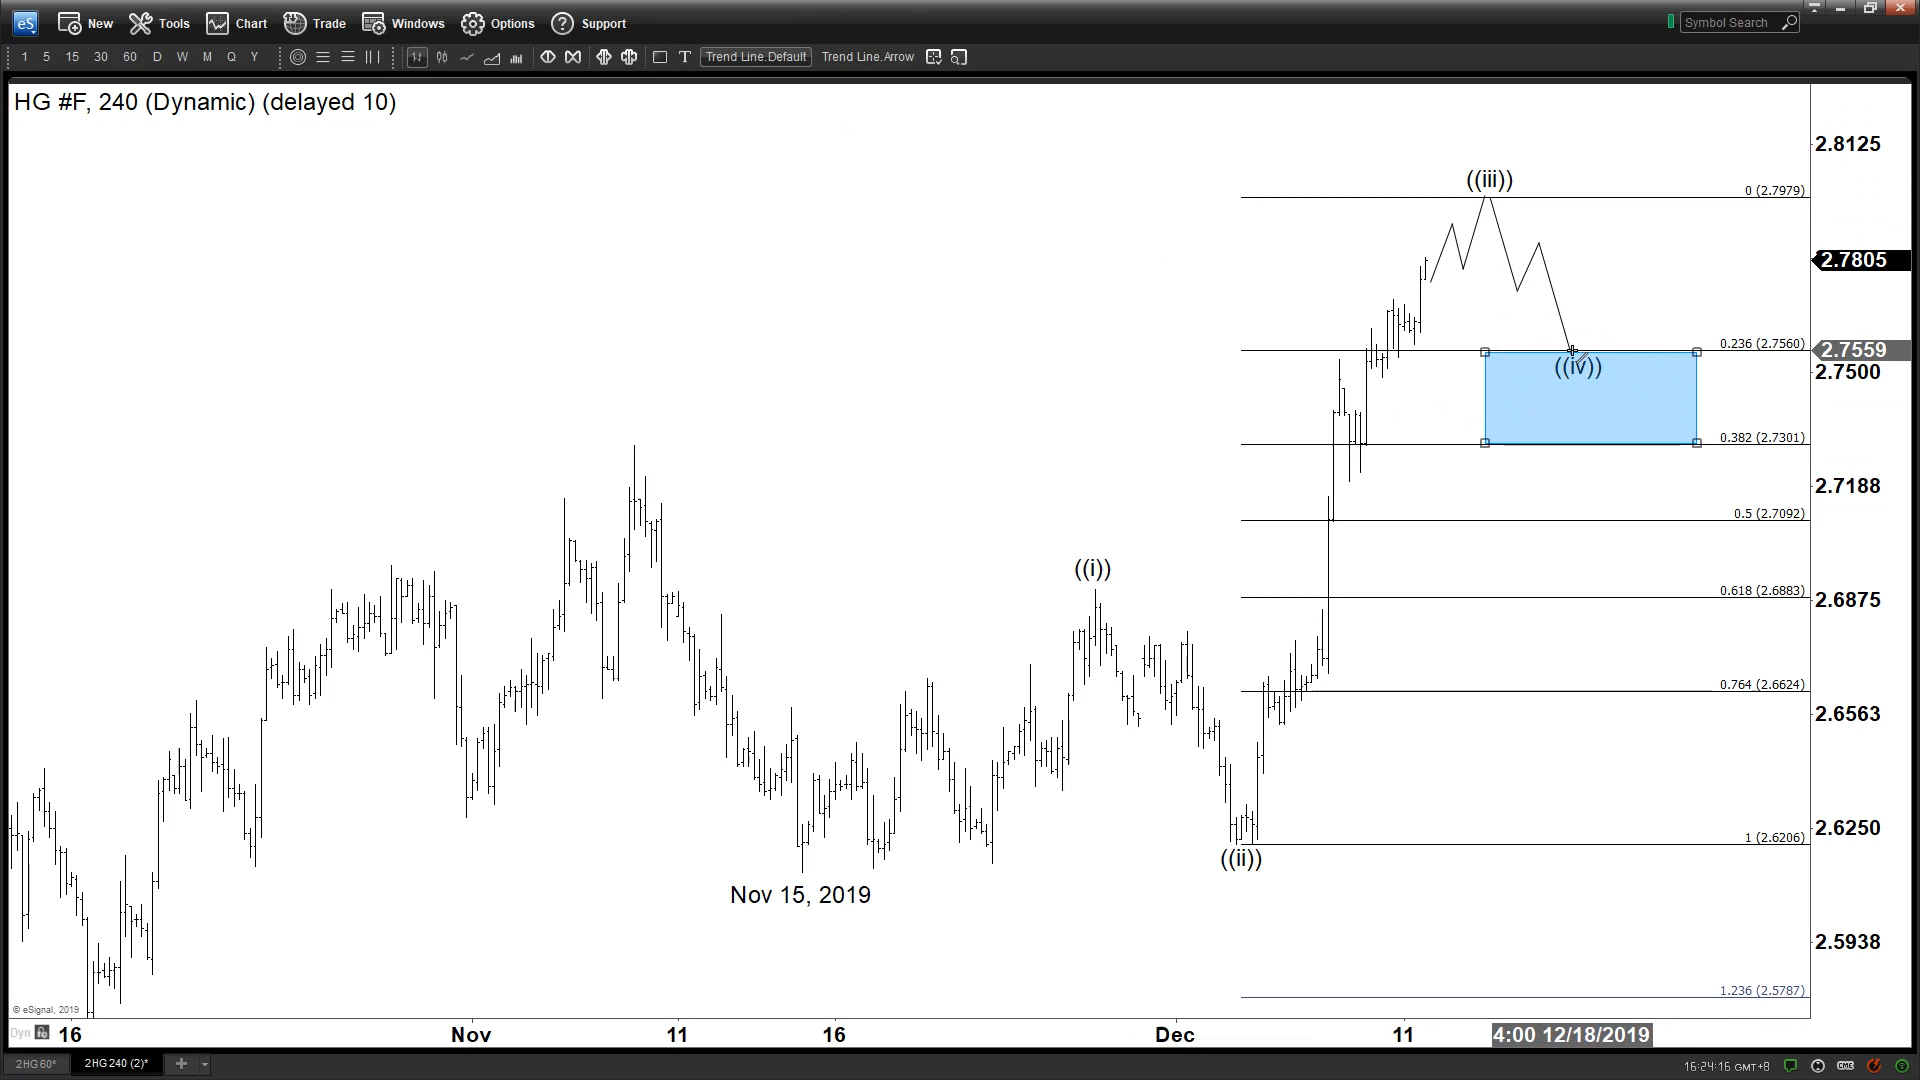 eS New Tools Chart Trade Windows Options Support Symbol Search
1 5 15 30 60 D W M Q Y T Trend Line.Default Trend Line.Arrow
HG #F, 240 (Dynamic) (delayed 10)
2.8125
((iii))
0 (2.7979)
2.7805
0.236 (2.7560)
2.7559
((iv))
2.7500
0.382 (2.7301)
2.7188
0.5 (2.7092)
((i))
0.618 (2.6883)
2.6875
0.764 (2.6624)
2.6563
2.6250
1 (2.6206)
((ii))
Nov 15, 2019
2.5938
1.236 (2.5787)
© eSignal, 2019
Dyn 16 Nov 11 16 Dec 11 4:00 12/18/2019
2HG 60* 2HG 240 (2)* + 16:24:16 GMT+8 CME